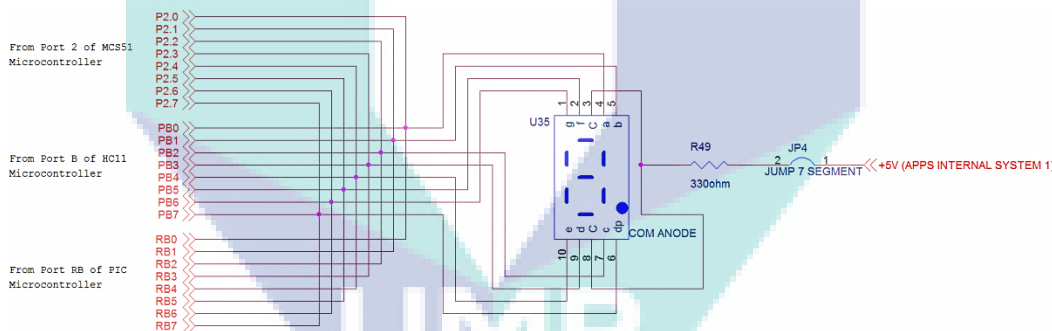 P2.0
P2.1
P2.2
From Port 2 of MCS51
P2.3
Microcontroller
P2.4
P2.5
P2.6
P2.7
PB0
PB1
PB2
From Port B of HC11
PB3
Microcontroller
PB4
PB5
PB6
PB7
RB0
RB1
RB2
From Port RB of PIC
RB3
Microcontroller
RB4
RB5
RB6
RB7
1 2 3 4 5
U35
g f C a b
e d C c dp
10 9 8 7 6
COM ANODE
R49
330ohm
JP4
2 1
JUMP 7 SEGMENT
+5V (APPS INTERNAL SYSTEM 1)
UMP